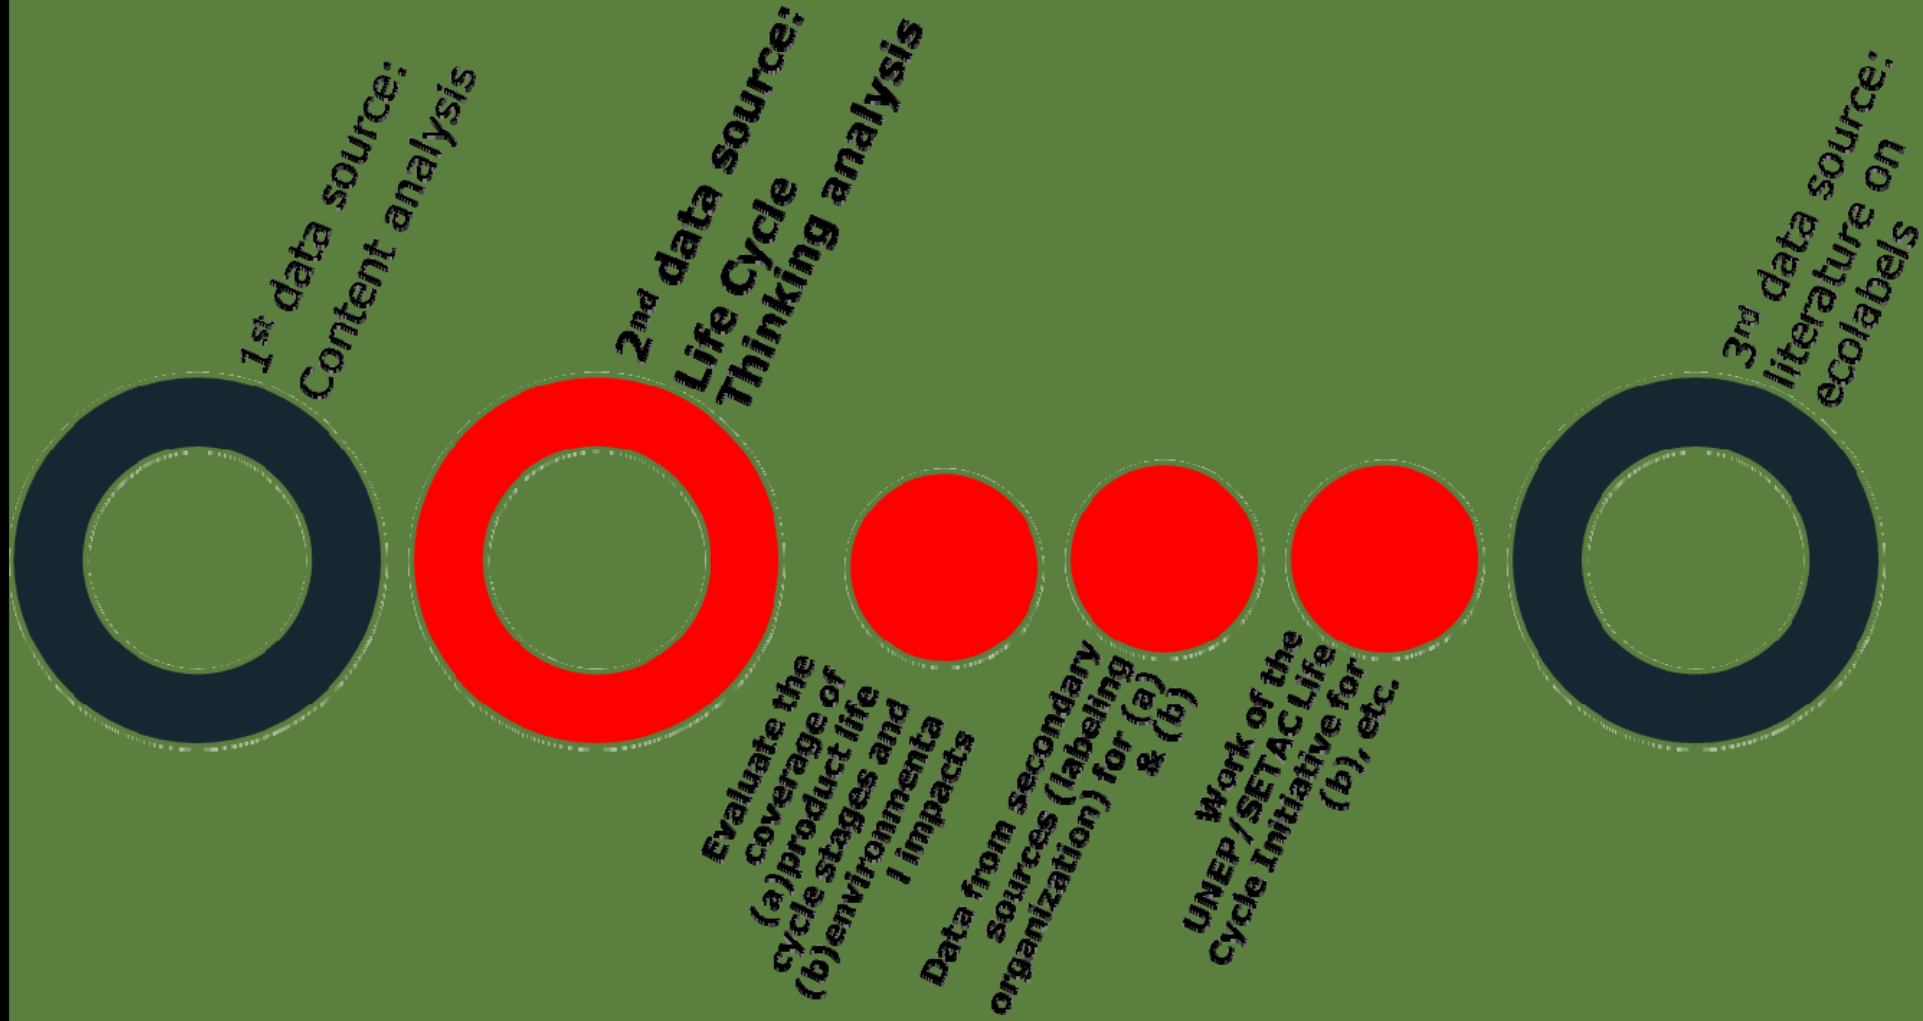 1st data source:
Content analysis
2nd data source:
Life Cycle
Thinking analysis
Evaluate the
coverage of
(a)product life
cycle stages and
(b)environmenta
l impacts
Data from secondary
sources (labeling
organization) for (a)
& (b)
Work of the
UNEP/SETAC Life
Cycle Initiative for
(b), etc.
3rd data source:
literature on
ecolabels